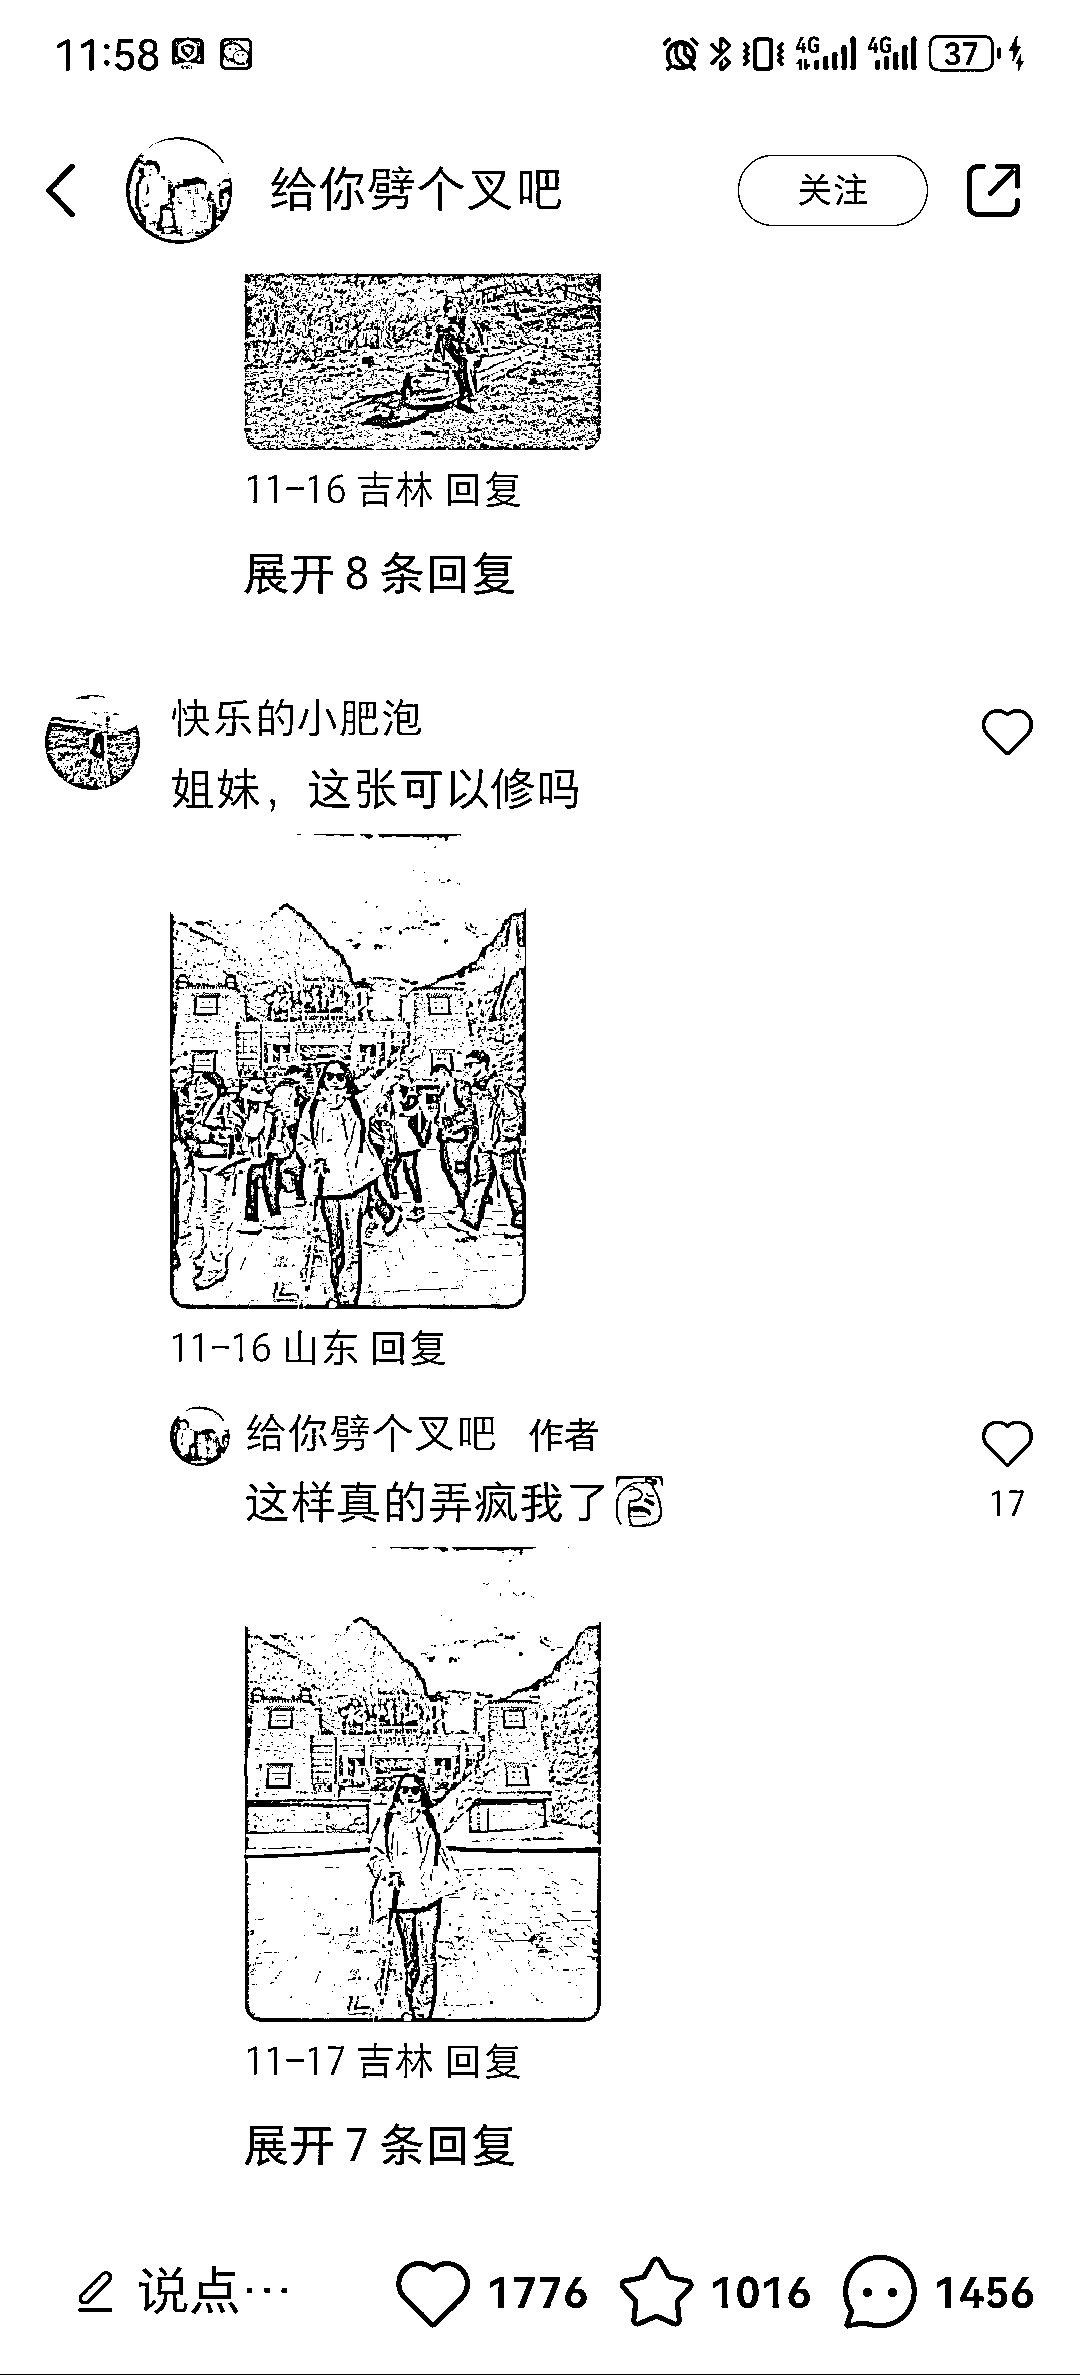 11:58
4G 4G 37
给你劈个叉吧
关注
11-16 吉林 回复
展开 8 条回复
快乐的小肥泡
姐妹，这张可以修吗
11-16 山东 回复
给你劈个叉吧 作者
这样真的弄疯我了
17
11-17 吉林 回复
展开 7 条回复
说点… 1776 1016 1456